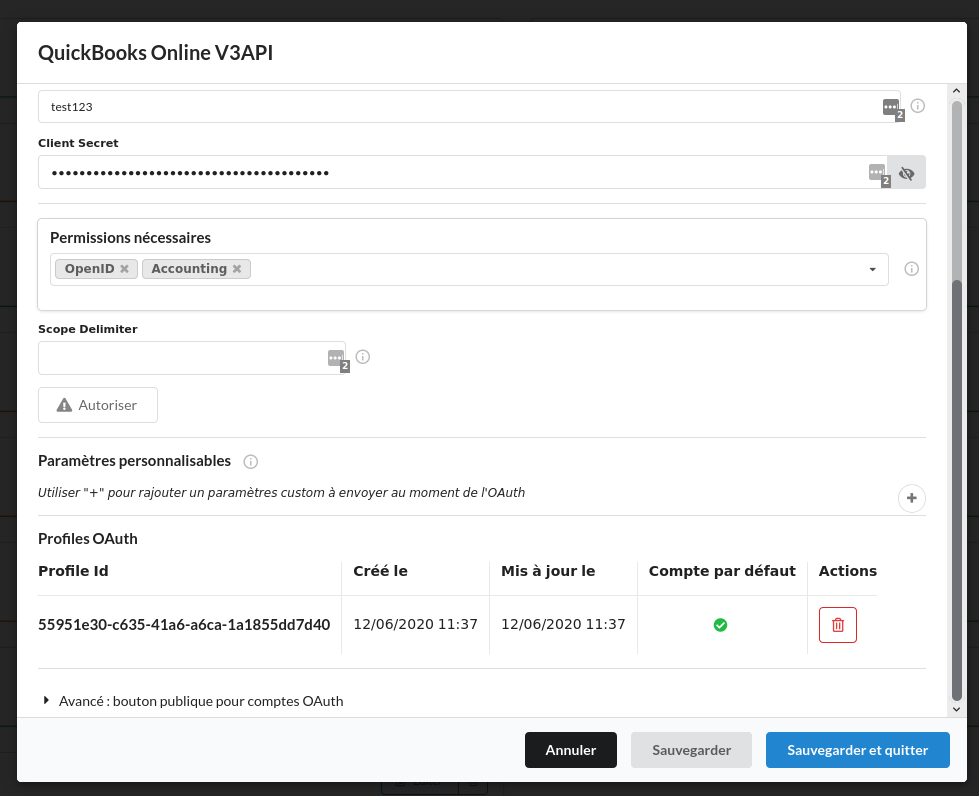 QuickBooks Online V3API
test123
2
Client Secret
••••••••••••••••••••••••••••••••••••••••
2
Permissions nécessaires
OpenID Accounting
Scope Delimiter
2
Autoriser
Paramètres personnalisables
Utiliser "+" pour rajouter un paramètres custom à envoyer au moment de l'OAuth
Profiles OAuth
Profile Id Créé le Mis à jour le Compte par défaut Actions
55951e30-c635-41a6-a6ca-1a1855dd7d40 12/06/2020 11:37 12/06/2020 11:37
Avancé : bouton publique pour comptes OAuth
Annuler Sauvegarder Sauvegarder et quitter